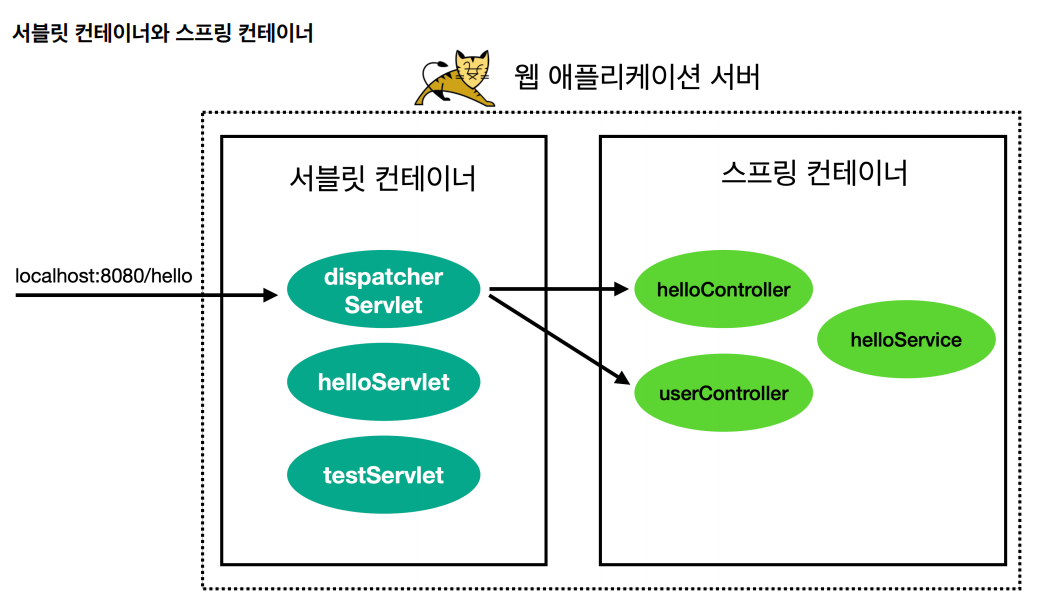 서블릿 컨테이너와 스프링 컨테이너
웹 애플리케이션 서버
서블릿 컨테이너
스프링 컨테이너
localhost:8080/hello
dispatcher
Servlet
helloServlet
testServlet
helloController
helloService
userController